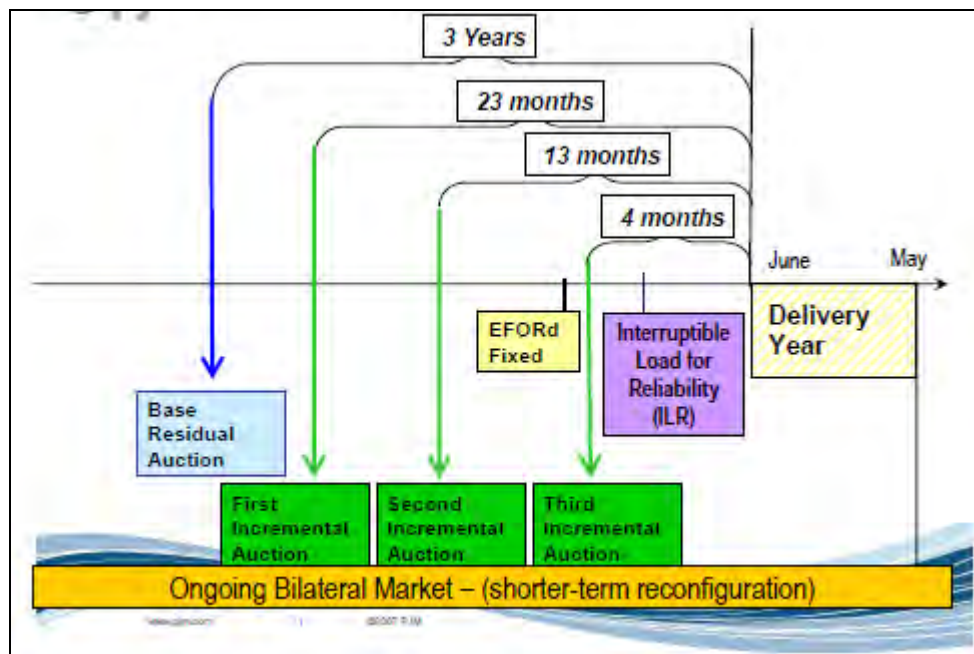 3 Years
23 months
13 months
4 months
June
May
EFORd
Fixed
Interruptible
Load for
Reliability
(ILR)
Delivery
Year
Base
Residual
Auction
First
Incremental
Auction
Second
Incremental
Auction
Third
Incremental
Auction
Ongoing Bilateral Market – (shorter-term reconfiguration)